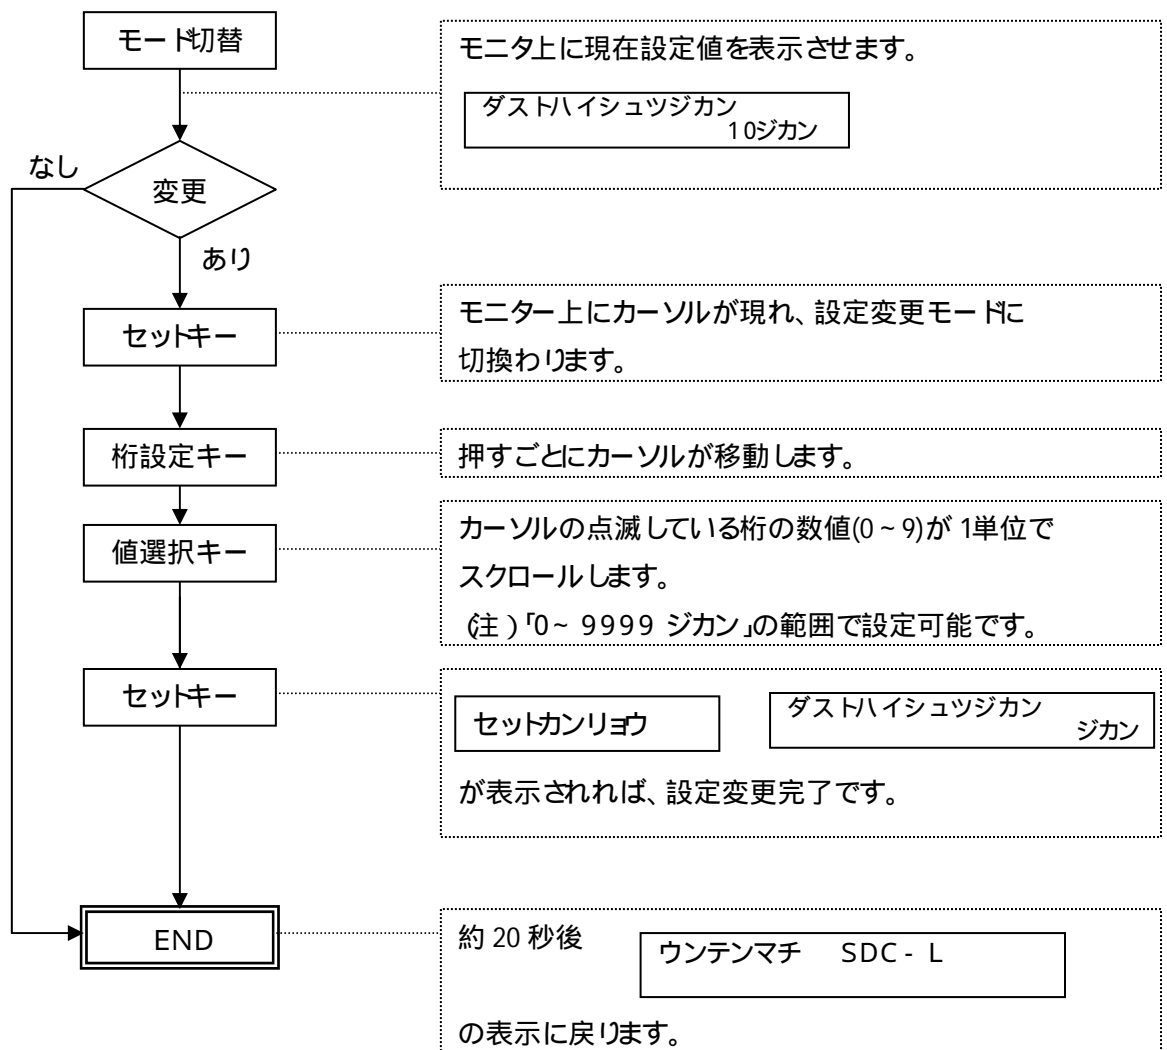 モード切替
モニタ上に現在設定値を表示させます。
ダストハイシュツジカン
10ジカン
なし
変更
あり
セットキー
モニター上にカーソルが現れ、設定変更モードに
切換わります。
桁設定キー
押すごとにカーソルが移動します。
値選択キー
カーソルの点滅している桁の数値(0~9)が1単位で
スクロールします。
(注)「0~ 9999 ジカン」の範囲で設定可能です。
セットキー
セットカンリョウ
ダストハイシュツジカン
ジカン
が表示されれば、設定変更完了です。
END
約 20 秒後
ウンテンマチ SDC- L
の表示に戻ります。